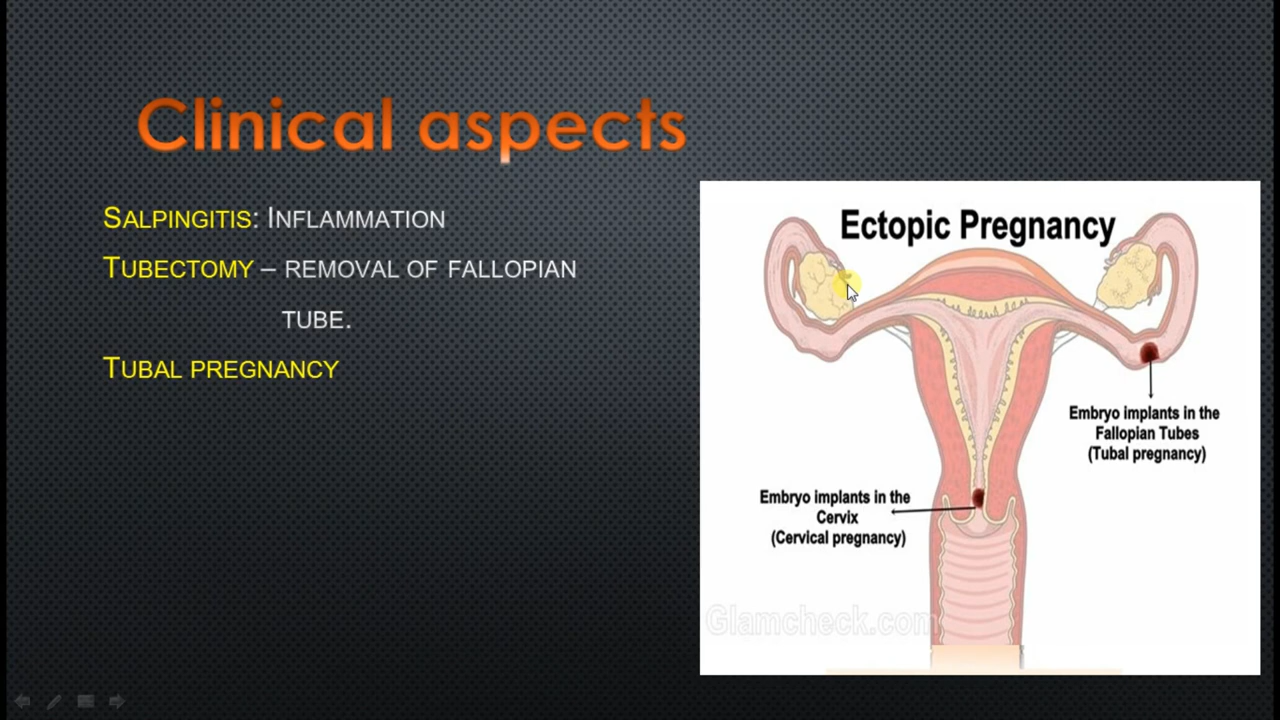 Clinical aspects
SALPINGITIS: INFLAMMATION
TUBECTOMY – REMOVAL OF FALLOPIAN
TUBE.
TUBAL PREGNANCY
Ectopic Pregnancy
Embryo implants in the
Fallopian Tubes
(Tubal pregnancy)
Embryo implants in the
Cervix
(Cervical pregnancy)
Glamcheck.com